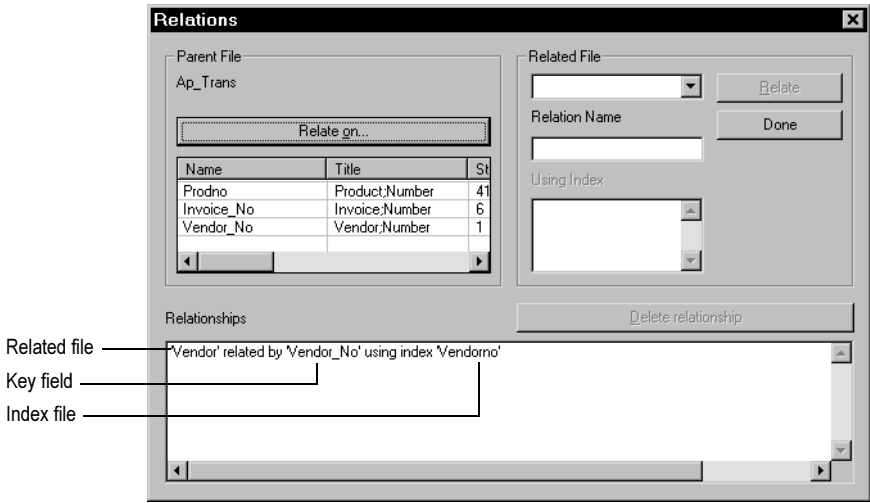 Relations
Parent File
Ap_Trans
Relate on...
Name Title St
Prodno Product;Number 41
Invoice_No Invoice;Number 6
Vendor_No Vendor;Number 1
Related File
Relate
Relation Name
Done
Using Index
Relationships
Delete relationship
'Vendor' related by 'Vendor_No' using index 'Vendorno'
Related file
Key field
Index file